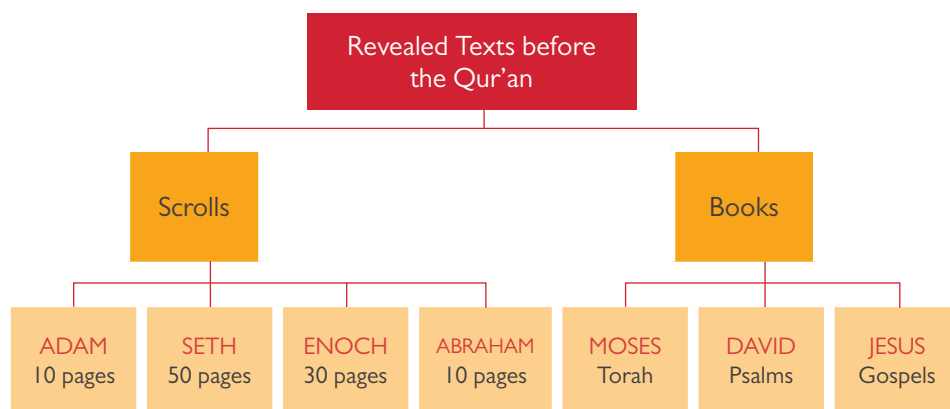 Revealed Texts before
the Qur’an
Scrolls
Books
ADAM
10 pages
SETH
50 pages
ENOCH
30 pages
ABRAHAM
10 pages
MOSES
Torah
DAVID
Psalms
JESUS
Gospels